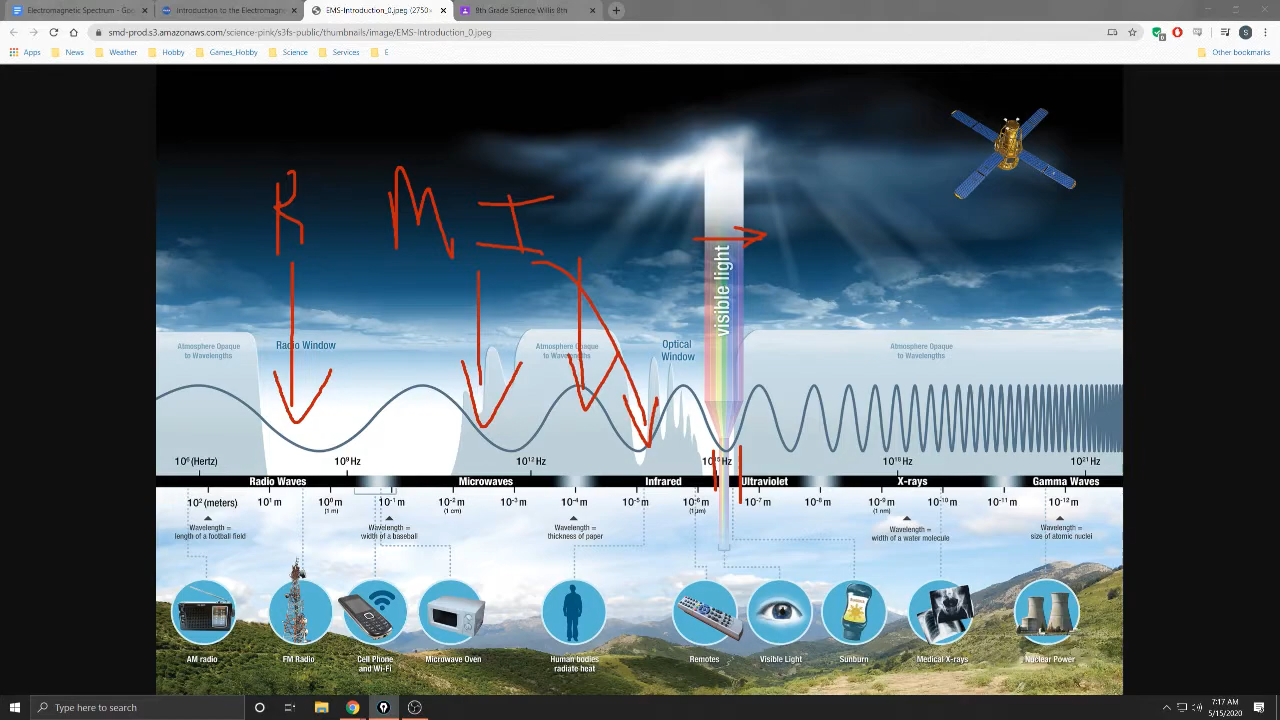 Electromagnetic Spectrum - Goo
Introduction to the Electromagne
EMS-Introduction_0.jpeg (2750×
8th Grade Science Willis 8th
smd-prod.s3.amazonaws.com/science-pink/s3fs-public/thumbnails/image/EMS-Introduction_0.jpeg
Apps News Weather Hobby Games_Hobby Science Services E Other bookmarks
R M I
visible light
Atmosphere Opaque
to Wavelengths
Radio Window
Atmosphere Opaque
to Wavelengths
Optical
Window
Atmosphere Opaque
to Wavelengths
10⁶ (Hertz) 10⁹ Hz 10¹² Hz 10¹⁵ Hz 10¹⁸ Hz 10²¹ Hz
Radio Waves Microwaves Infrared Ultraviolet X-rays Gamma Waves
10² (meters) 10¹ m 10⁰ m 10⁻¹ m 10⁻² m 10⁻³ m 10⁻⁴ m 10⁻⁵ m 10⁻⁶ m 10⁻⁷ m 10⁻⁸ m 10⁻⁹ m 10⁻¹⁰ m 10⁻¹¹ m 10⁻¹² m
(1 m) (1 cm) (1 µm) (1 nm)
Wavelength =
length of a football field
Wavelength =
width of a baseball
Wavelength =
thickness of paper
Wavelength =
width of a water molecule
Wavelength =
size of atomic nuclei
AM radio
FM Radio
Cell Phone
and Wi-Fi
Microwave Oven
Human bodies
radiate heat
Remotes
Visible Light
Sunburn
Medical X-rays
Nuclear Power
Type here to search
7:17 AM
5/15/2020